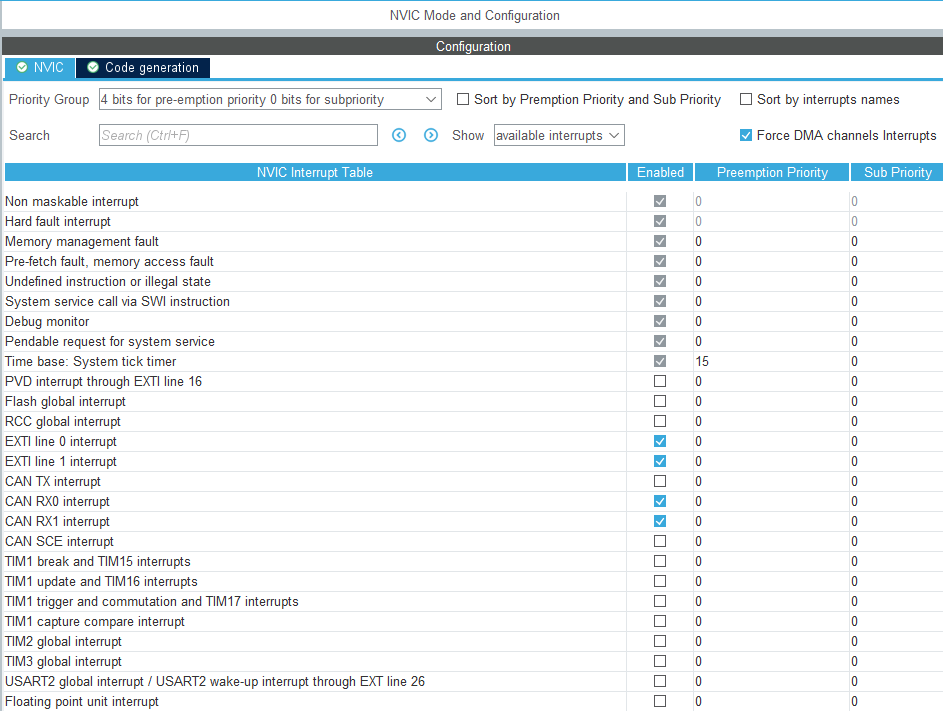 NVIC Mode and Configuration
Configuration
NVIC Code generation
Priority Group 4 bits for pre-emption priority 0 bits for subpriority Sort by Premption Priority and Sub Priority Sort by interrupts names
Search Search (Ctrl+F) Show available interrupts Force DMA channels Interrupts
NVIC Interrupt Table Enabled Preemption Priority Sub Priority
Non maskable interrupt 0 0
Hard fault interrupt 0 0
Memory management fault 0 0
Pre-fetch fault, memory access fault 0 0
Undefined instruction or illegal state 0 0
System service call via SWI instruction 0 0
Debug monitor 0 0
Pendable request for system service 0 0
Time base: System tick timer 15 0
PVD interrupt through EXTI line 16 0 0
Flash global interrupt 0 0
RCC global interrupt 0 0
EXTI line 0 interrupt 0 0
EXTI line 1 interrupt 0 0
CAN TX interrupt 0 0
CAN RX0 interrupt 0 0
CAN RX1 interrupt 0 0
CAN SCE interrupt 0 0
TIM1 break and TIM15 interrupts 0 0
TIM1 update and TIM16 interrupts 0 0
TIM1 trigger and commutation and TIM17 interrupts 0 0
TIM1 capture compare interrupt 0 0
TIM2 global interrupt 0 0
TIM3 global interrupt 0 0
USART2 global interrupt / USART2 wake-up interrupt through EXT line 26 0 0
Floating point unit interrupt 0 0